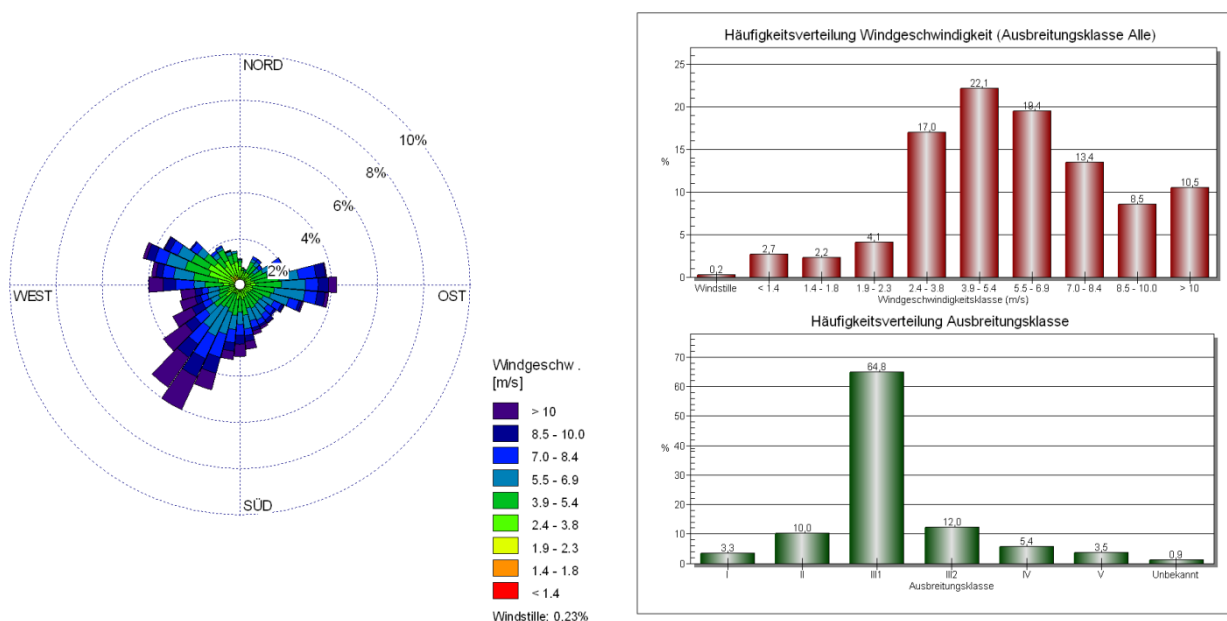 NORD
10%
8%
6%
4%
2%
WEST
OST
SÜD
Windgeschw .
[m/s]
> 10
8.5 - 10.0
7.0 - 8.4
5.5 - 6.9
3.9 - 5.4
2.4 - 3.8
1.9 - 2.3
1.4 - 1.8
< 1.4
Windstille: 0.23%
Häufigkeitsverteilung Windgeschwindigkeit (Ausbreitungsklasse Alle)
25
20
15
10
5
0
%
0,2
2,7
2,2
4,1
17,0
22,1
19,4
13,4
8,5
10,5
Windstille
< 1.4
1.4 - 1.8
1.9 - 2.3
2.4 - 3.8
3.9 - 5.4
5.5 - 6.9
7.0 - 8.4
8.5 - 10.0
> 10
Windgeschwindigkeitsklasse (m/s)
Häufigkeitsverteilung Ausbreitungsklasse
70
60
50
40
30
20
10
0
%
3,3
10,0
64,8
12,0
5,4
3,5
0,9
I
II
III1
III2
IV
V
Unbekannt
Ausbreitungsklasse